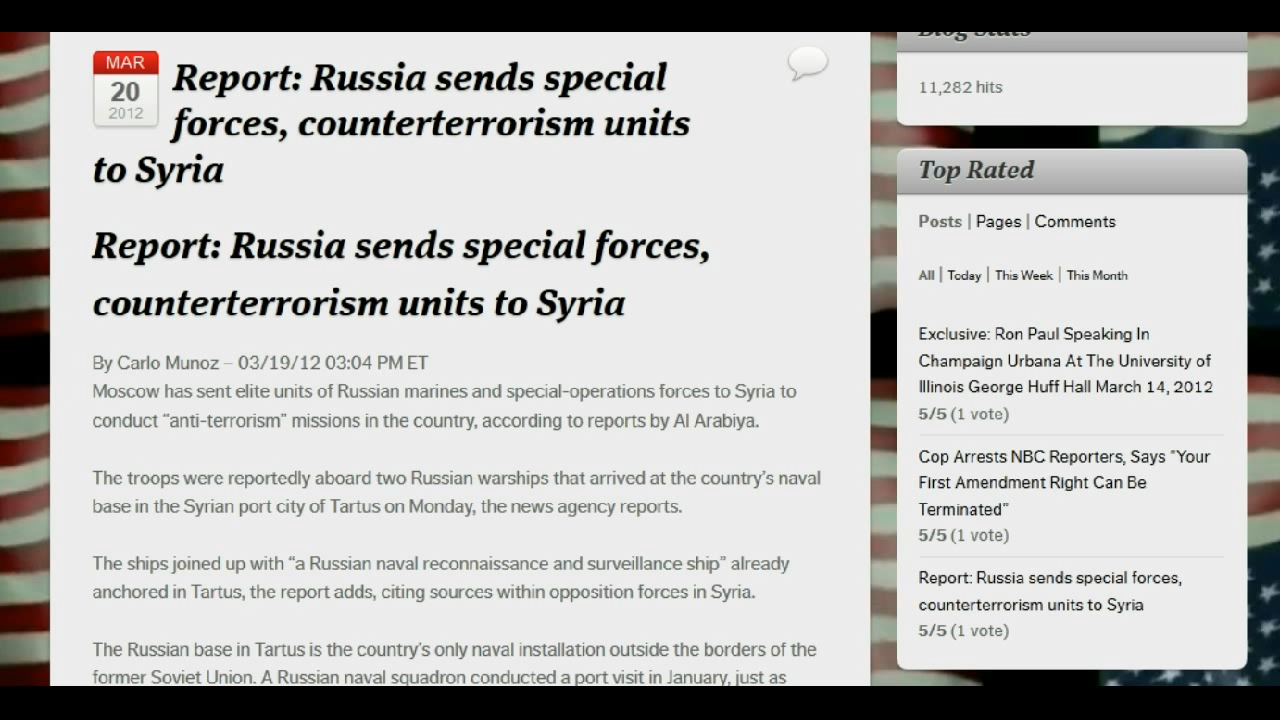 MAR
20
2012
Report: Russia sends special
forces, counterterrorism units
to Syria
Report: Russia sends special forces,
counterterrorism units to Syria
By Carlo Munoz – 03/19/12 03:04 PM ET
Moscow has sent elite units of Russian marines and special-operations forces to Syria to
conduct “anti-terrorism” missions in the country, according to reports by Al Arabiya.
The troops were reportedly aboard two Russian warships that arrived at the country’s naval
base in the Syrian port city of Tartus on Monday, the news agency reports.
The ships joined up with “a Russian naval reconnaissance and surveillance ship” already
anchored in Tartus, the report adds, citing sources within opposition forces in Syria.
The Russian base in Tartus is the country’s only naval installation outside the borders of the
former Soviet Union. A Russian naval squadron conducted a port visit in January, just as
Blog Stats
11,282 hits
Top Rated
Posts | Pages | Comments
All | Today | This Week | This Month
Exclusive: Ron Paul Speaking In
Champaign Urbana At The University of
Illinois George Huff Hall March 14, 2012
5/5 (1 vote)
Cop Arrests NBC Reporters, Says "Your
First Amendment Right Can Be
Terminated"
5/5 (1 vote)
Report: Russia sends special forces,
counterterrorism units to Syria
5/5 (1 vote)